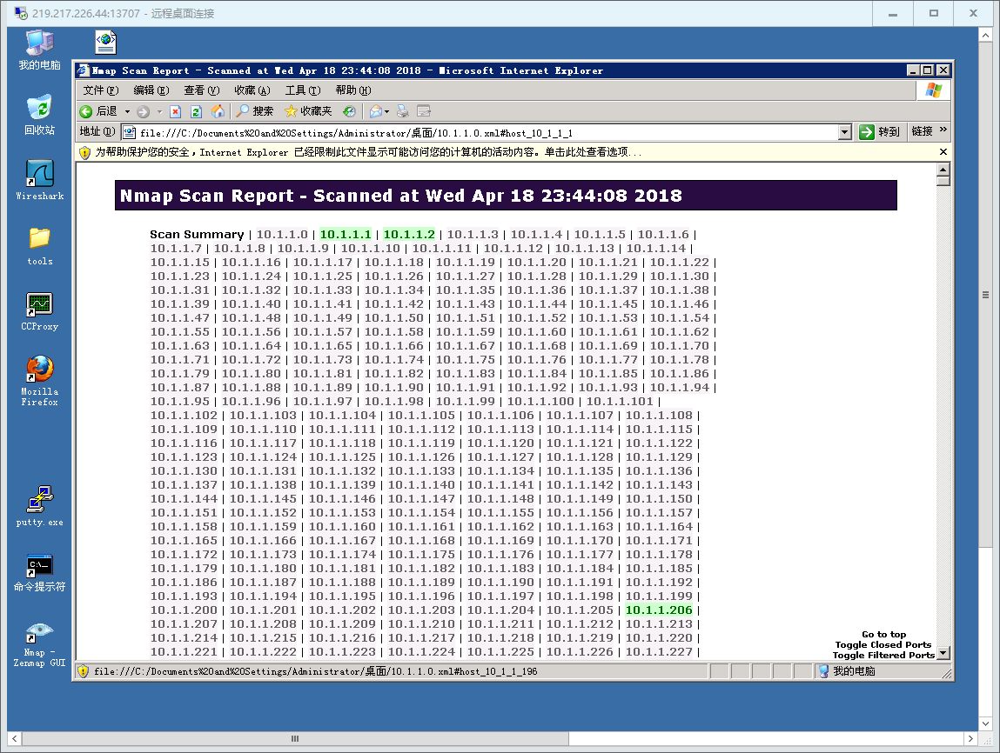 219.217.226.44:13707 - 远程桌面连接
我的电脑
回收站
Wireshark
tools
CCProxy
Mozilla
Firefox
putty.exe
命令提示符
Nmap -
Zenmap GUI
Nmap Scan Report - Scanned at Wed Apr 18 23:44:08 2018 - Microsoft Internet Explorer
文件(F) 编辑(E) 查看(V) 收藏(A) 工具(T) 帮助(H)
后退 搜索 收藏夹
地址(D) file:///C:/Documents%20and%20Settings/Administrator/桌面/10.1.1.0.xml#host_10_1_1_1 转到 链接 »
为帮助保护您的安全，Internet Explorer 已经限制此文件显示可能访问您的计算机的活动内容。单击此处查看选项...
Nmap Scan Report - Scanned at Wed Apr 18 23:44:08 2018
Scan Summary | 10.1.1.0 | 10.1.1.1 | 10.1.1.2 | 10.1.1.3 | 10.1.1.4 | 10.1.1.5 | 10.1.1.6 |
10.1.1.7 | 10.1.1.8 | 10.1.1.9 | 10.1.1.10 | 10.1.1.11 | 10.1.1.12 | 10.1.1.13 | 10.1.1.14 |
10.1.1.15 | 10.1.1.16 | 10.1.1.17 | 10.1.1.18 | 10.1.1.19 | 10.1.1.20 | 10.1.1.21 | 10.1.1.22 |
10.1.1.23 | 10.1.1.24 | 10.1.1.25 | 10.1.1.26 | 10.1.1.27 | 10.1.1.28 | 10.1.1.29 | 10.1.1.30 |
10.1.1.31 | 10.1.1.32 | 10.1.1.33 | 10.1.1.34 | 10.1.1.35 | 10.1.1.36 | 10.1.1.37 | 10.1.1.38
10.1.1.39 | 10.1.1.40 | 10.1.1.41 | 10.1.1.42 | 10.1.1.43 | 10.1.1.44 | 10.1.1.45 | 10.1.1.46 |
10.1.1.47 | 10.1.1.48 | 10.1.1.49 | 10.1.1.50 | 10.1.1.51 | 10.1.1.52 | 10.1.1.53 | 10.1.1.54 |
10.1.1.55 | 10.1.1.56 | 10.1.1.57 | 10.1.1.58 | 10.1.1.59 | 10.1.1.60 | 10.1.1.61 | 10.1.1.62 |
10.1.1.63 | 10.1.1.64 | 10.1.1.65 | 10.1.1.66 | 10.1.1.67 | 10.1.1.68 | 10.1.1.69 | 10.1.1.70 |
10.1.1.71 | 10.1.1.72 | 10.1.1.73 | 10.1.1.74 | 10.1.1.75 | 10.1.1.76 | 10.1.1.77 | 10.1.1.78 |
10.1.1.79 | 10.1.1.80 | 10.1.1.81 | 10.1.1.82 | 10.1.1.83 | 10.1.1.84 | 10.1.1.85 | 10.1.1.86 |
10.1.1.87 | 10.1.1.88 | 10.1.1.89 | 10.1.1.90 | 10.1.1.91 | 10.1.1.92 | 10.1.1.93 | 10.1.1.94 |
10.1.1.95 | 10.1.1.96 | 10.1.1.97 | 10.1.1.98 | 10.1.1.99 | 10.1.1.100 | 10.1.1.101 |
10.1.1.102 | 10.1.1.103 | 10.1.1.104 | 10.1.1.105 | 10.1.1.106 | 10.1.1.107 | 10.1.1.108 |
10.1.1.109 | 10.1.1.110 | 10.1.1.111 | 10.1.1.112 | 10.1.1.113 | 10.1.1.114 | 10.1.1.115 |
10.1.1.116 | 10.1.1.117 | 10.1.1.118 | 10.1.1.119 | 10.1.1.120 | 10.1.1.121 | 10.1.1.122 |
10.1.1.123 | 10.1.1.124 | 10.1.1.125 | 10.1.1.126 | 10.1.1.127 | 10.1.1.128 | 10.1.1.129 |
10.1.1.130 | 10.1.1.131 | 10.1.1.132 | 10.1.1.133 | 10.1.1.134 | 10.1.1.135 | 10.1.1.136 |
10.1.1.137 | 10.1.1.138 | 10.1.1.139 | 10.1.1.140 | 10.1.1.141 | 10.1.1.142 | 10.1.1.143 |
10.1.1.144 | 10.1.1.145 | 10.1.1.146 | 10.1.1.147 | 10.1.1.148 | 10.1.1.149 | 10.1.1.150 |
10.1.1.151 | 10.1.1.152 | 10.1.1.153 | 10.1.1.154 | 10.1.1.155 | 10.1.1.156 | 10.1.1.157 |
10.1.1.158 | 10.1.1.159 | 10.1.1.160 | 10.1.1.161 | 10.1.1.162 | 10.1.1.163 | 10.1.1.164 |
10.1.1.165 | 10.1.1.166 | 10.1.1.167 | 10.1.1.168 | 10.1.1.169 | 10.1.1.170 | 10.1.1.171 |
10.1.1.172 | 10.1.1.173 | 10.1.1.174 | 10.1.1.175 | 10.1.1.176 | 10.1.1.177 | 10.1.1.178 |
10.1.1.179 | 10.1.1.180 | 10.1.1.181 | 10.1.1.182 | 10.1.1.183 | 10.1.1.184 | 10.1.1.185 |
10.1.1.186 | 10.1.1.187 | 10.1.1.188 | 10.1.1.189 | 10.1.1.190 | 10.1.1.191 | 10.1.1.192 |
10.1.1.193 | 10.1.1.194 | 10.1.1.195 | 10.1.1.196 | 10.1.1.197 | 10.1.1.198 | 10.1.1.199 |
10.1.1.200 | 10.1.1.201 | 10.1.1.202 | 10.1.1.203 | 10.1.1.204 | 10.1.1.205 | 10.1.1.206
10.1.1.207 | 10.1.1.208 | 10.1.1.209 | 10.1.1.210 | 10.1.1.211 | 10.1.1.212 | 10.1.1.213 |
10.1.1.214 | 10.1.1.215 | 10.1.1.216 | 10.1.1.217 | 10.1.1.218 | 10.1.1.219 | 10.1.1.220 |
10.1.1.221 | 10.1.1.222 | 10.1.1.223 | 10.1.1.224 | 10.1.1.225 | 10.1.1.226 | 10.1.1.227 |
Go to top
Toggle Closed Ports
Toggle Filtered Ports
file:///C:/Documents%20and%20Settings/Administrator/桌面/10.1.1.0.xml#host_10_1_1_196
我的电脑